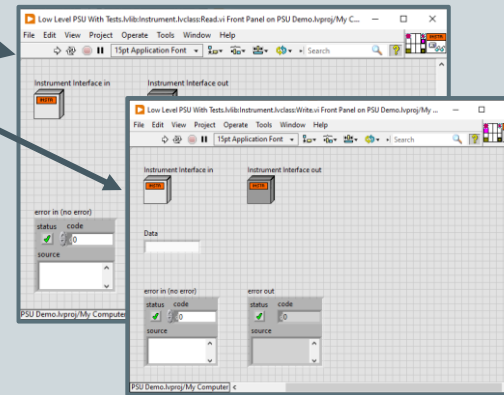 Low Level PSU With Tests.lvlib:Instrument.lvclass:Read.vi Front Panel on PSU Demo.lvproj/My C...
File Edit View Project Operate Tools Window Help
15pt Application Font Search
Instrument Interface in
INSTR
error in (no error)
status code
0
source
PSU Demo.lvproj/My Computer
Low Level PSU With Tests.lvlib:Instrument.lvclass:Write.vi Front Panel on PSU Demo.lvproj/My ...
File Edit View Project Operate Tools Window Help
15pt Application Font Search
Instrument Interface in Instrument Interface out
INSTR INSTR
Data
error in (no error) error out
status code status code
0 0
source source
PSU Demo.lvproj/My Computer